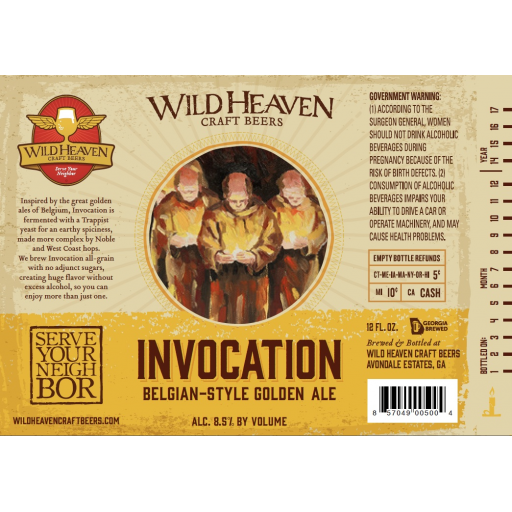 WILD HEAVEN
CRAFT BEERS
Serve Your
Neighbor
Inspired by the great golden
ales of Belgium, Invocation is
fermented with a Trappist
yeast for an earthy spiciness,
made more complex by Noble
and West Coast hops.
We brew Invocation all-grain
with no adjunct sugars,
creating huge flavor without
excess alcohol, so you can
enjoy more than just one.
SERVE
YOUR
NEIGH
BOR
WILDHEAVENCRAFTBEERS.COM
WILD HEAVEN
CRAFT BEERS
INVOCATION
BELGIAN-STYLE GOLDEN ALE
ALC. 8.5% BY VOLUME
GOVERNMENT WARNING:
(1) ACCORDING TO THE
SURGEON GENERAL, WOMEN
SHOULD NOT DRINK ALCOHOLIC
BEVERAGES DURING
PREGNANCY BECAUSE OF THE
RISK OF BIRTH DEFECTS. (2)
CONSUMPTION OF ALCOHOLIC
BEVERAGES IMPAIRS YOUR
ABILITY TO DRIVE A CAR OR
OPERATE MACHINERY, AND MAY
CAUSE HEALTH PROBLEMS.
EMPTY BOTTLE REFUNDS
CT-ME-IA-MA-NY-OR-HI 5¢
MI 10¢ CA CASH
12 FL. OZ.
GEORGIA
BREWED
Brewed & Bottled at
WILD HEAVEN CRAFT BEERS
AVONDALE ESTATES, GA
8 57049 00500 4
BOTTLED ON:
MONTH
YEAR
1 2 3 4 5 6 7 8 9 10 11 12 14 15 16 17